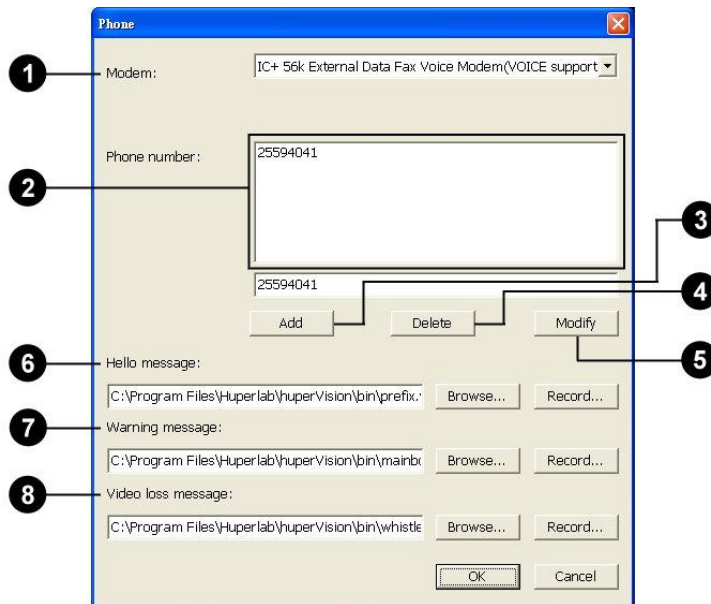 Phone
1 Modem: IC+ 56k External Data Fax Voice Modem(VOICE support
Phone number: 25594041
2
3
25594041
4
Add Delete Modify
5
6 Hello message:
C:\Program Files\Huperlab\huperVision\bin\prefix. Browse... Record...
7 Warning message:
C:\Program Files\Huperlab\huperVision\bin\mainb Browse... Record...
8 Video loss message:
C:\Program Files\Huperlab\huperVision\bin\whistle Browse... Record...
OK Cancel